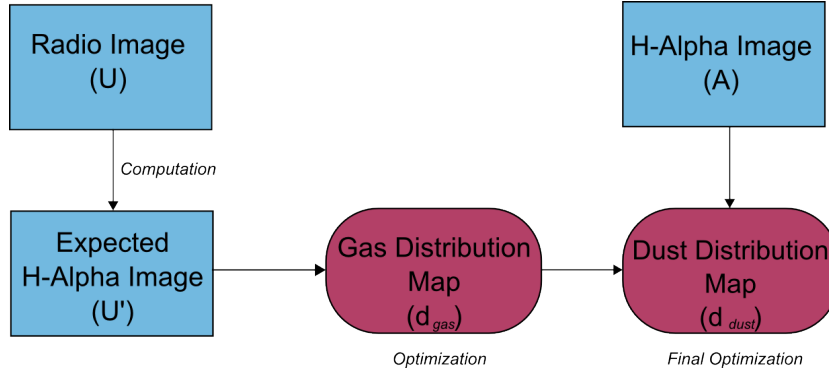 Radio Image
(U)
H-Alpha Image
(A)
Computation
Expected
H-Alpha Image
(U')
Gas Distribution
Map
(d gas)
Dust Distribution
Map
(d dust)
Optimization
Final Optimization